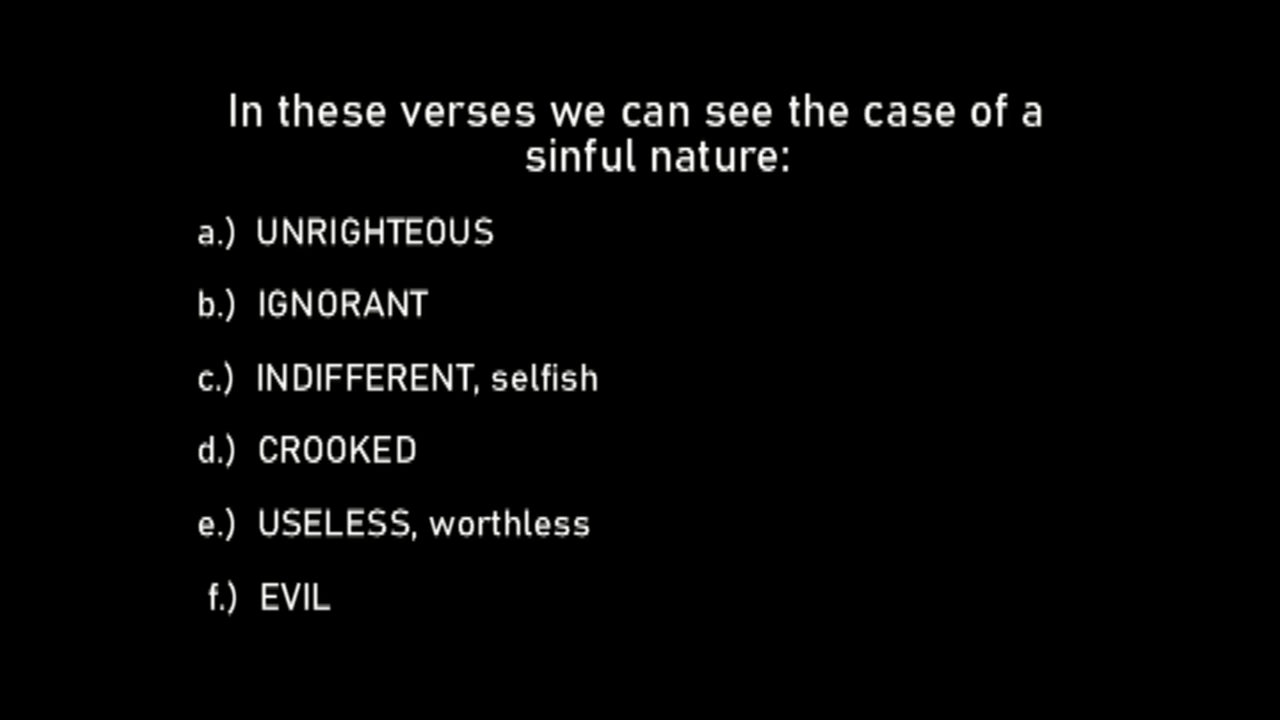 In these verses we can see the case of a
sinful nature:
a.) UNRIGHTEOUS
b.) IGNORANT
c.) INDIFFERENT, selfish
d.) CROOKED
e.) USELESS, worthless
f.) EVIL